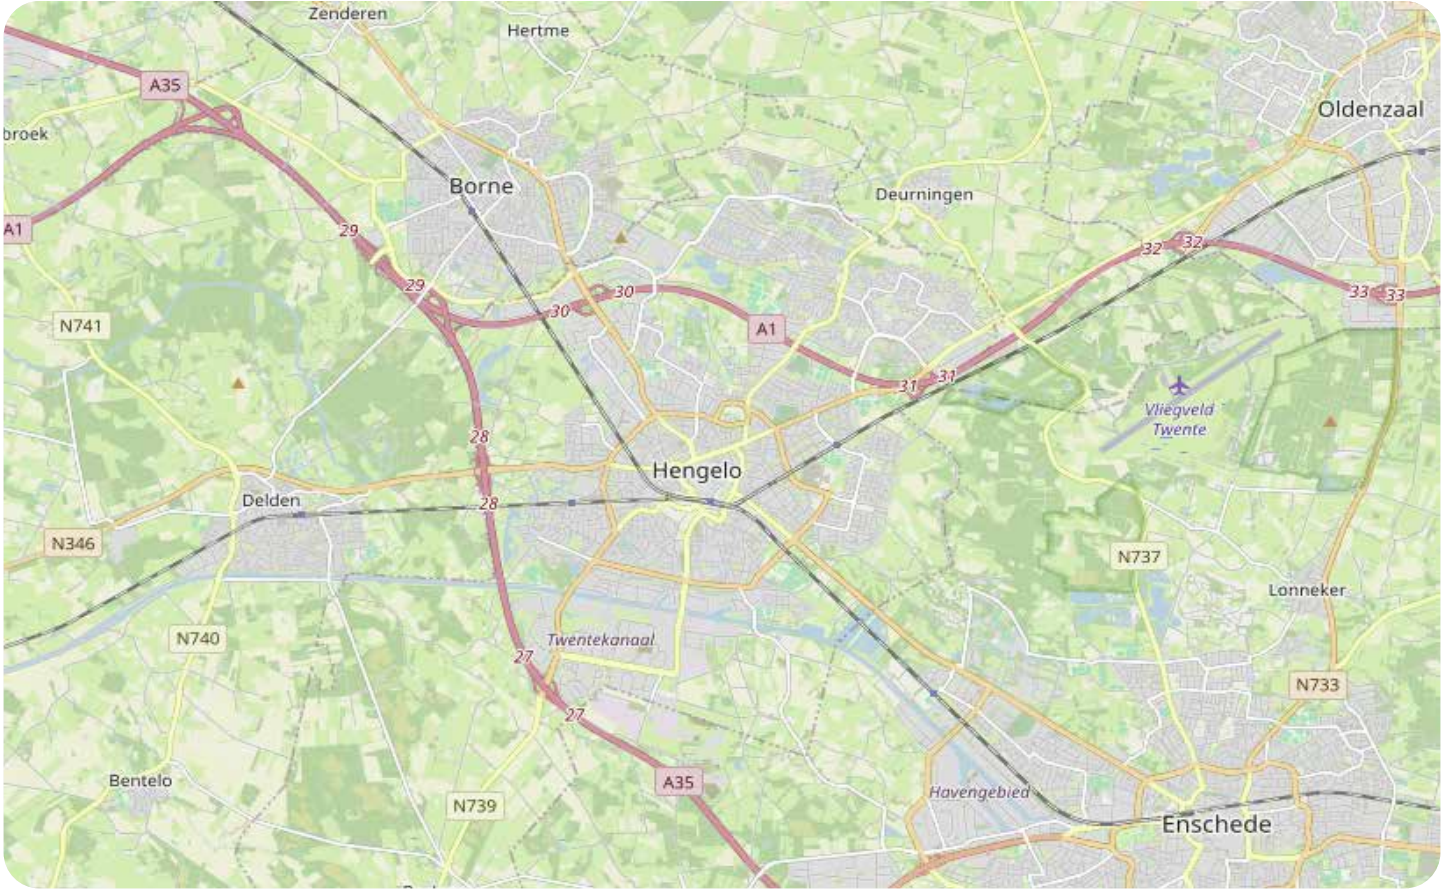 Zenderen
Hertme
A35
Oldenzaal
broek
Borne
Deurningen
A1
29
32
32
29
30
30
33
33
N741
A1
31
31
Vliegveld
Twente
28
Hengelo
Delden
28
N346
N737
Lonneker
N740
Twentekanaal
27
N733
27
Bentelo
A35
Havengebied
N739
Enschede